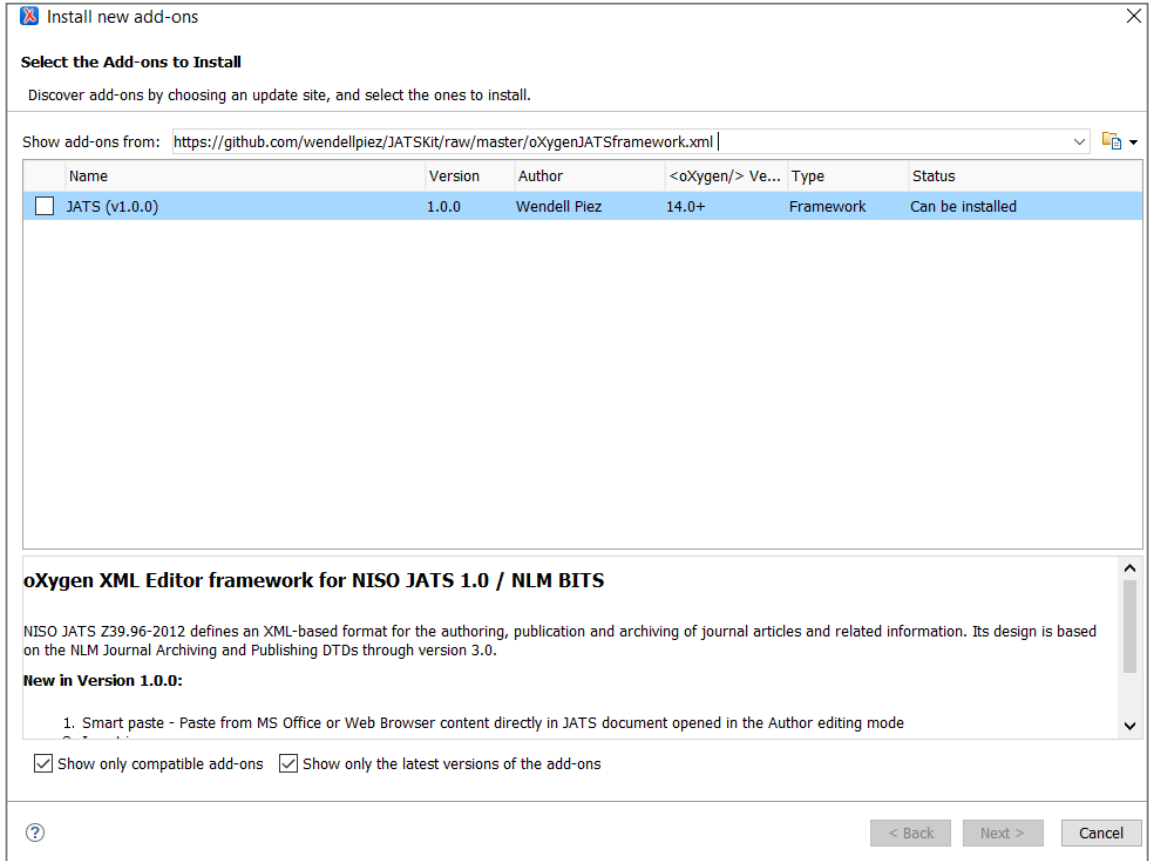 Install new add-ons
Select the Add-ons to Install
Discover add-ons by choosing an update site, and select the ones to install.
Show add-ons from: https://github.com/wendellpiez/JATSKit/raw/master/oXygenJATSframework.xml
Name Version Author <oXygen/> Ve... Type Status
JATS (v1.0.0) 1.0.0 Wendell Piez 14.0+ Framework Can be installed
oXygen XML Editor framework for NISO JATS 1.0 / NLM BITS
NISO JATS Z39.96-2012 defines an XML-based format for the authoring, publication and archiving of journal articles and related information. Its design is based
on the NLM Journal Archiving and Publishing DTDs through version 3.0.
New in Version 1.0.0:
1. Smart paste - Paste from MS Office or Web Browser content directly in JATS document opened in the Author editing mode
Show only compatible add-ons Show only the latest versions of the add-ons
? < Back Next > Cancel